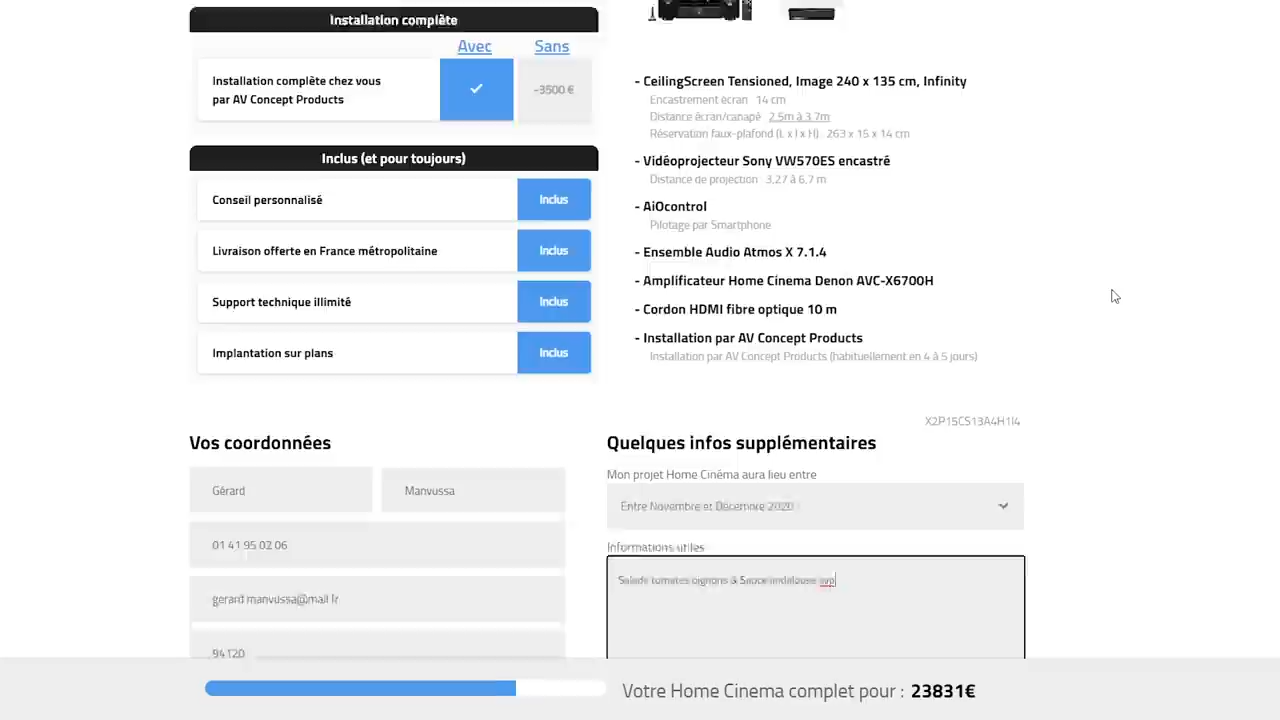 Installation complète
Avec Sans
Installation complète chez vous
par AV Concept Products
-3500 €
Inclus (et pour toujours)
Conseil personnalisé Inclus
Livraison offerte en France métropolitaine Inclus
Support technique illimité Inclus
Implantation sur plans Inclus
- CeilingScreen Tensioned, Image 240 x 135 cm, Infinity
Encastrement écran 14 cm
Distance écran/canapé 2.5m à 3.7m
Réservation faux-plafond (L x l x H) 263 x 15 x 14 cm
- Vidéoprojecteur Sony VW570ES encastré
Distance de projection 3,27 à 6,7 m
- AiOcontrol
Pilotage par Smartphone
- Ensemble Audio Atmos X 7.1.4
- Amplificateur Home Cinema Denon AVC-X6700H
- Cordon HDMI fibre optique 10 m
- Installation par AV Concept Products
Installation par AV Concept Products (habituellement en 4 à 5 jours)
X2P15CS13A4H1I4
Vos coordonnées
Gérard Manvussa
01 41 95 02 06
gerard.manvussa@mail.fr
94120
Quelques infos supplémentaires
Mon projet Home Cinéma aura lieu entre
Entre Novembre et Décembre 2020
Informations utiles
Salade tomates oignons & Sauce andalouse svp
Votre Home Cinema complet pour : 23831€